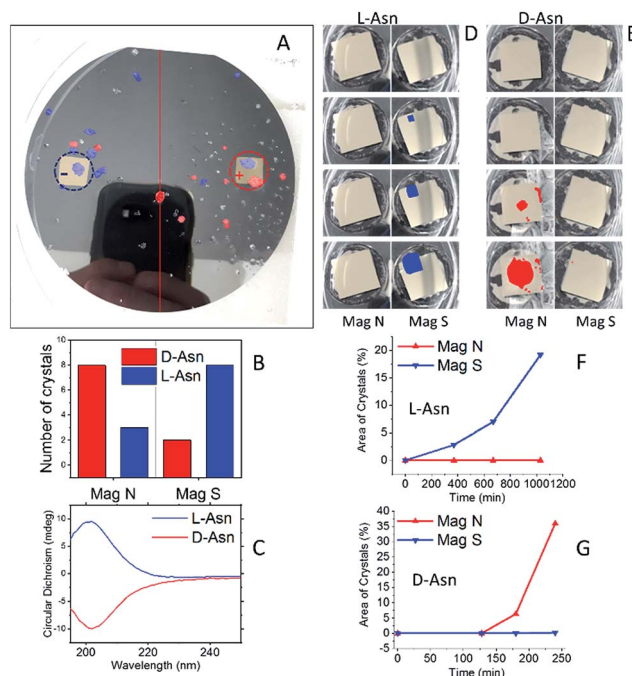 A
-
+
L-Asn
D-Asn
D
Mag N
Mag S
Mag N
Mag S
B
D-Asn
L-Asn
Number of crystals
10
8
6
4
2
0
Mag N
Mag S
C
L-Asn
D-Asn
Circular Dichroism (mdeg)
10
5
0
-5
-10
200
220
240
Wavelength (nm)
F
Mag N
Mag S
L-Asn
Area of Crystals (%)
20
15
10
5
0
0
200
400
600
800
1000
1200
Time (min)
G
Mag N
Mag S
D-Asn
Area of Crystals (%)
40
35
30
25
20
15
10
5
0
0
50
100
150
200
250
Time (min)